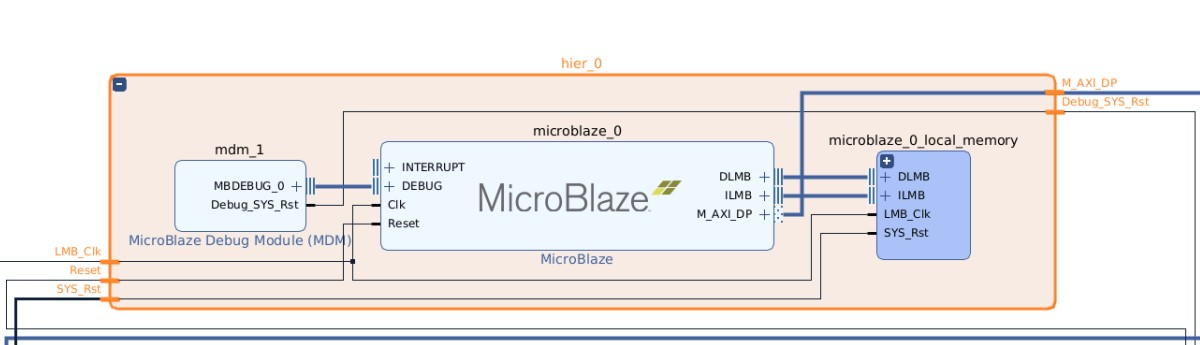 hier_0
M_AXI_DP
Debug_SYS_Rst
microblaze_0
microblaze_0_local_memory
mdm_1
INTERRUPT
MBDEBUG_0
DEBUG
Debug_SYS_Rst
Clk
Reset
MicroBlaze
DLMB
ILMB
M_AXI_DP
DLMB
ILMB
LMB_Clk
SYS_Rst
MicroBlaze Debug Module (MDM)
MicroBlaze
LMB_Clk
Reset
SYS_Rst